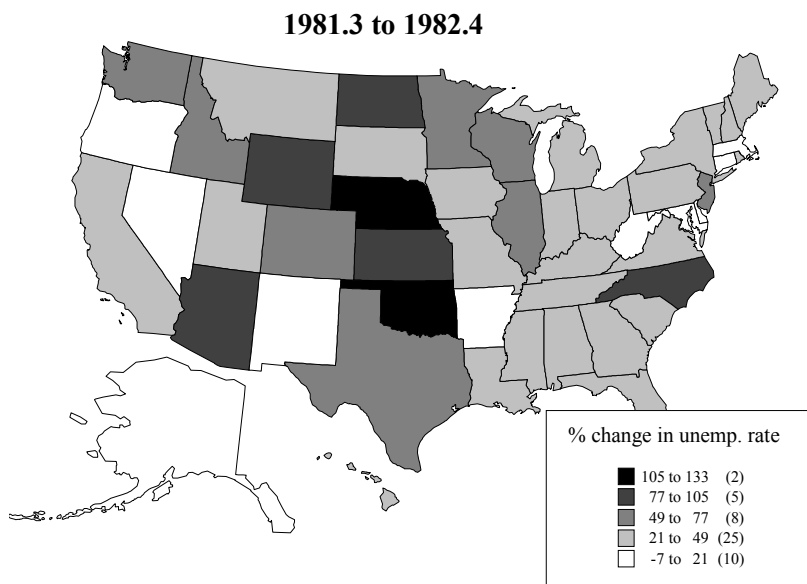 1981.3 to 1982.4
% change in unemp. rate
105 to 133 (2)
77 to 105 (5)
49 to 77 (8)
21 to 49 (25)
-7 to 21 (10)